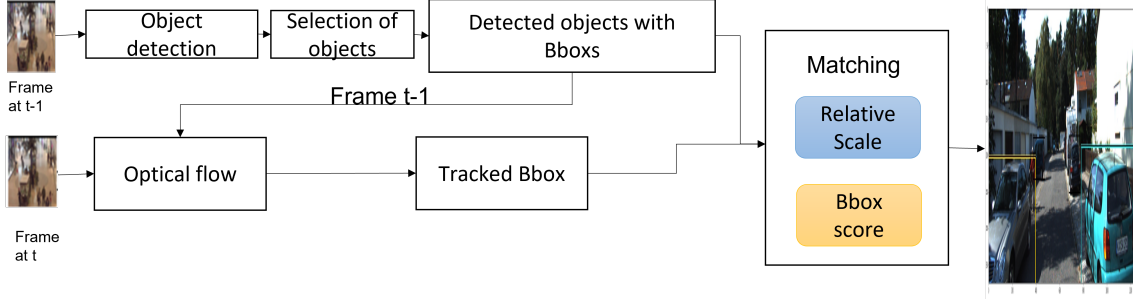 Object
detection
Selection of
objects
Detected objects with
Bboxs
Frame
at t-1
Frame t-1
Matching
Relative
Scale
Optical flow
Tracked Bbox
Bbox
score
Frame
at t